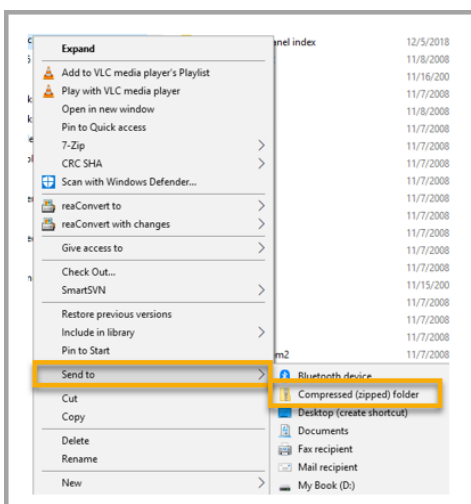 Expand
Add to VLC media player's Playlist
Play with VLC media player
Open in new window
Pin to Quick access
7-Zip
CRC SHA
Scan with Windows Defender...
reaConvert to
reaConvert with changes
Give access to
Check Out...
SmartSVN
Restore previous versions
Include in library
Pin to Start
Send to
Cut
Copy
Delete
Rename
New
Bluetooth device
Compressed (zipped) folder
Desktop (create shortcut)
Documents
Fax recipient
Mail recipient
My Book (D:)
nel index
m2
12/5/2018
11/8/2008
11/16/200
11/7/2008
11/8/2008
11/7/2008
11/7/2008
11/7/2008
11/7/2008
11/7/2008
11/7/2008
11/7/2008
11/7/2008
11/7/2008
11/15/200
11/7/2008
11/7/2008
11/7/2008
11/7/2008